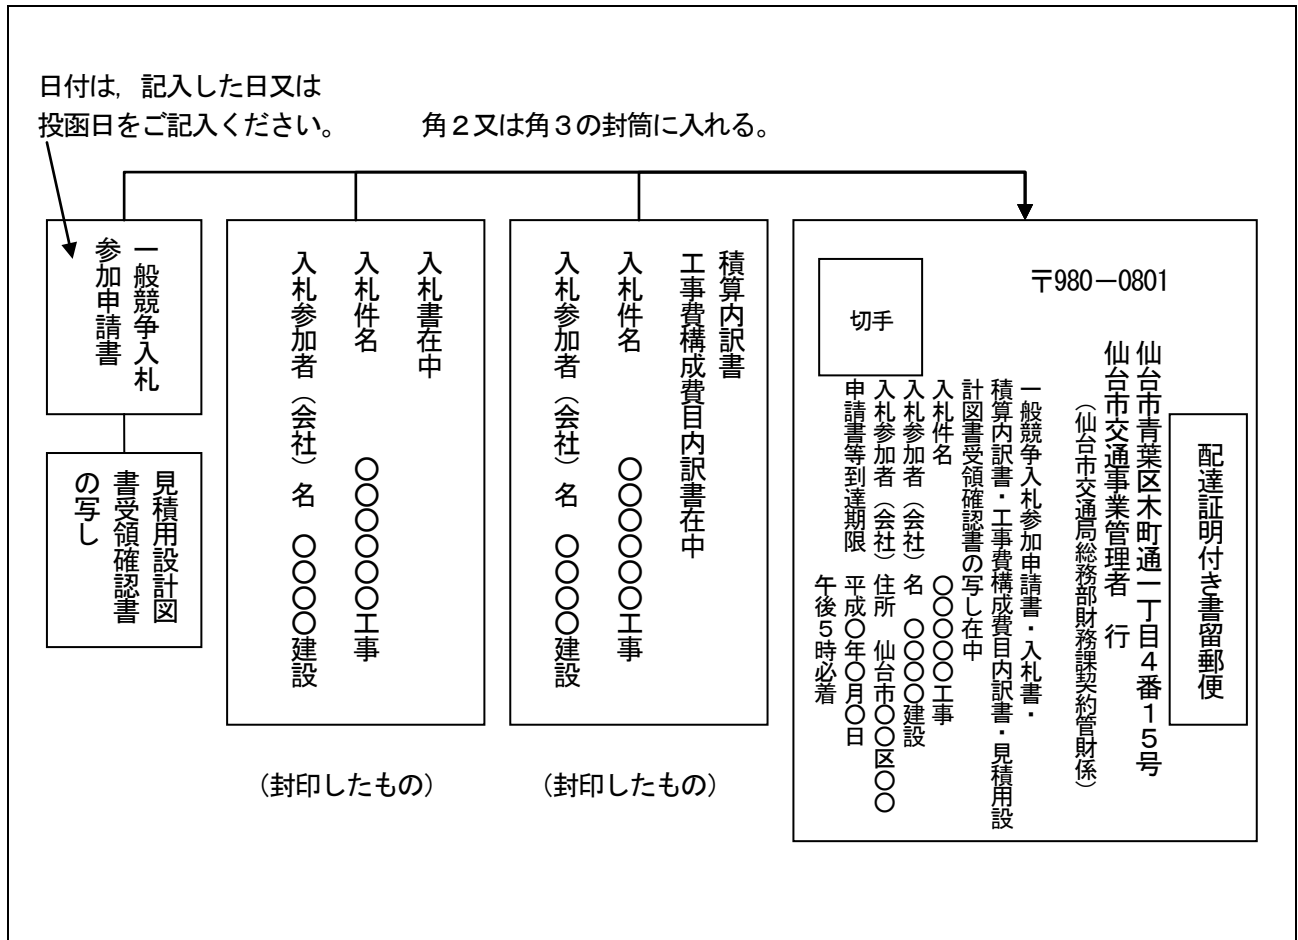 日付は，記入した日又は
投函日をご記入ください。
角２又は角３の封筒に入れる。
一般競争入札
参加申請書
見積用設計図
書受領確認書
の写し
入札書在中
入札件名　〇〇〇〇〇〇工事
入札参加者（会社）名　〇〇〇〇建設
（封印したもの）
積算内訳書
工事費構成費目内訳書在中
入札件名　〇〇〇〇〇〇工事
入札参加者（会社）名　〇〇〇〇建設
（封印したもの）
配達証明付き書留郵便
〒980－0801
仙台市青葉区木町通一丁目４番１５号
仙台市交通事業管理者　行
（仙台市交通局総務部財務課契約管財係）
切手
一般競争入札参加申請書・入札書・
積算内訳書・工事費構成費目内訳書・見積用設
計図書受領確認書の写し在中
入札件名　〇〇〇〇〇工事
入札参加者（会社）名　〇〇〇〇建設
入札参加者（会社）住所　仙台市〇〇区〇〇
申請書等到達期限　平成〇年〇月〇日
午後５時必着